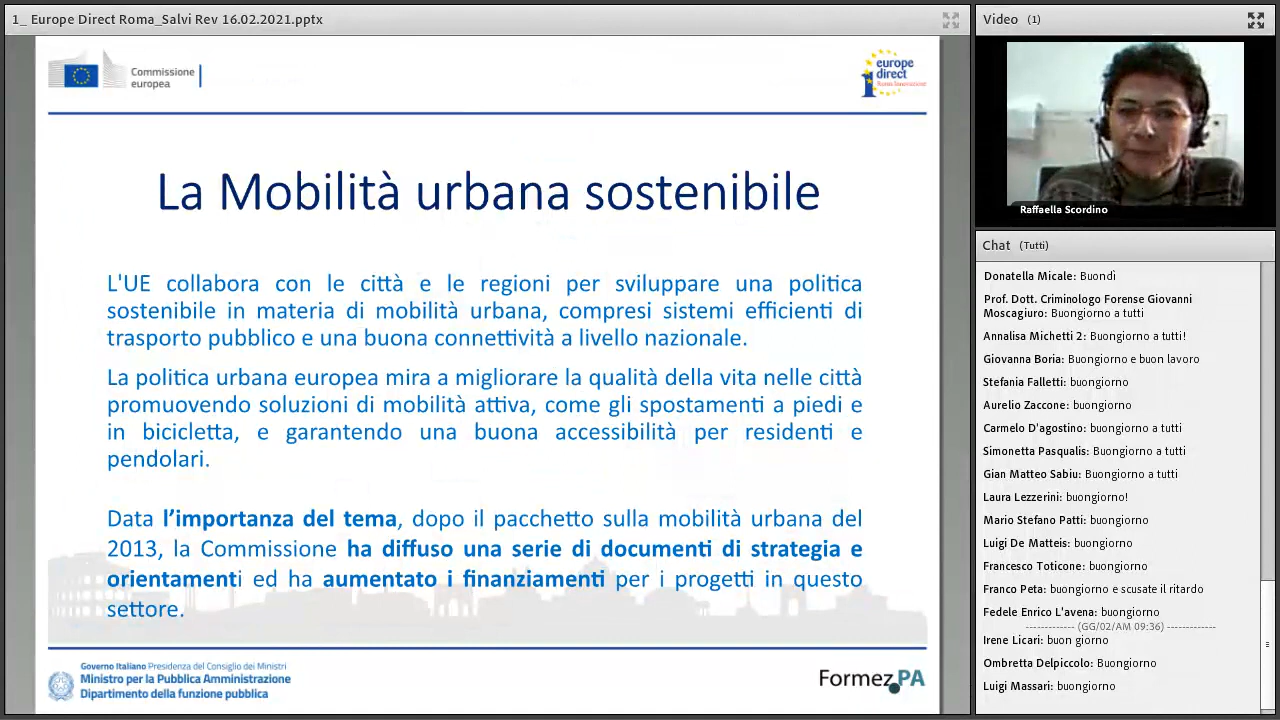 1_ Europe Direct Roma_Salvi Rev 16.02.2021.pptx
Commissione
europea
europe
direct
Roma Innovazione
La Mobilità urbana sostenibile
L'UE collabora con le città e le regioni per sviluppare una politica
sostenibile in materia di mobilità urbana, compresi sistemi efficienti di
trasporto pubblico e una buona connettività a livello nazionale.
La politica urbana europea mira a migliorare la qualità della vita nelle città
promuovendo soluzioni di mobilità attiva, come gli spostamenti a piedi e
in bicicletta, e garantendo una buona accessibilità per residenti e
pendolari.
Data l’importanza del tema, dopo il pacchetto sulla mobilità urbana del
2013, la Commissione ha diffuso una serie di documenti di strategia e
orientamenti ed ha aumentato i finanziamenti per i progetti in questo
settore.
Governo Italiano Presidenza del Consiglio dei Ministri
Ministro per la Pubblica Amministrazione
Dipartimento della funzione pubblica
Formez PA
Video (1)
Raffaella Scordino
Chat (Tutti)
Donatella Micale: Buondì
Prof. Dott. Criminologo Forense Giovanni
Moscagiuro: Buongiorno a tutti
Annalisa Michetti 2: Buongiorno a tutti!
Giovanna Boria: Buongiorno e buon lavoro
Stefania Falletti: buongiorno
Aurelio Zaccone: buongiorno
Carmelo D'agostino: buongiorno a tutti
Simonetta Pasqualis: Buongiorno a tutti
Gian Matteo Sabiu: Buongiorno a tutti
Laura Lezzerini: buongiorno!
Mario Stefano Patti: buongiorno
Luigi De Matteis: buongiorno
Francesco Toticone: buongiorno
Franco Peta: buongiorno e scusate il ritardo
Fedele Enrico L'avena: buongiorno
------------- (GG/02/AM 09:36) -------------
Irene Licari: buon giorno
Ombretta Delpiccolo: Buongiorno
Luigi Massari: buongiorno